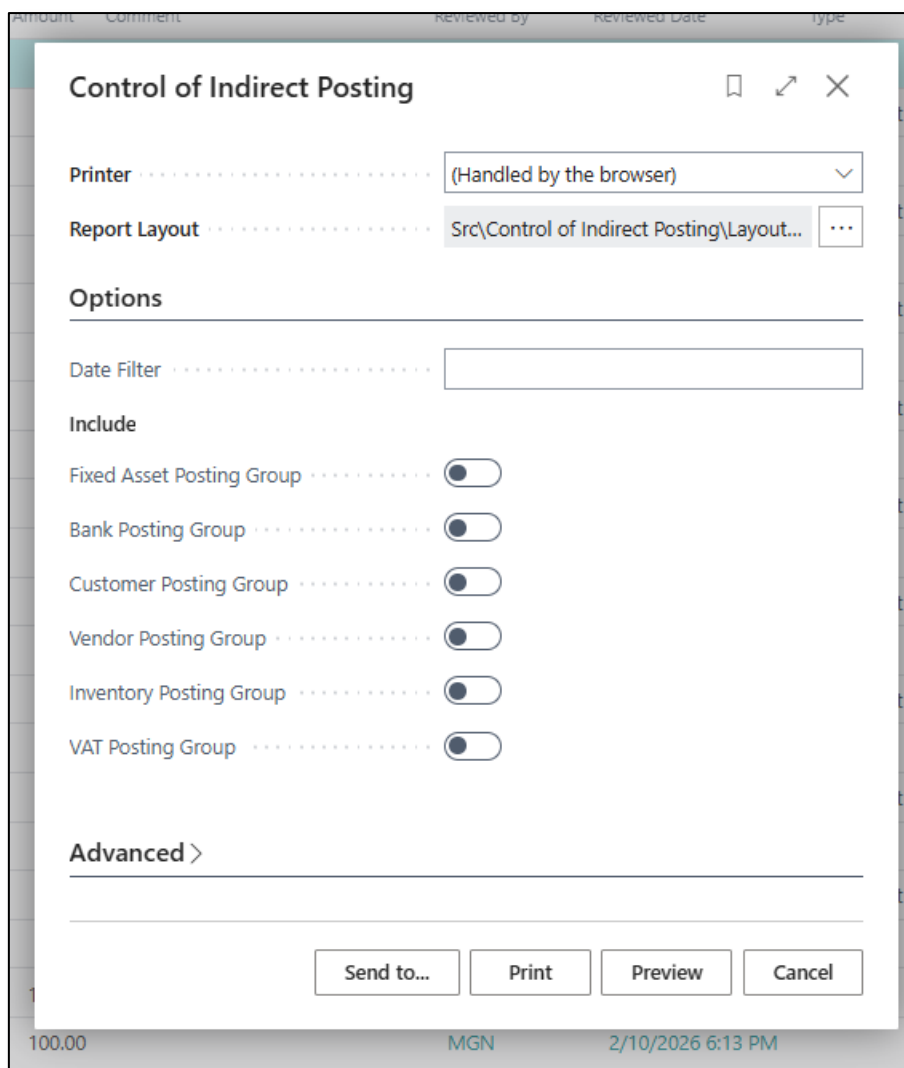 Amount Comment Reviewed By Reviewed Date Type
Control of Indirect Posting
Printer (Handled by the browser)
Report Layout Src\Control of Indirect Posting\Layout... ...
Options
Date Filter
Include
Fixed Asset Posting Group
Bank Posting Group
Customer Posting Group
Vendor Posting Group
Inventory Posting Group
VAT Posting Group
Advanced >
Send to... Print Preview Cancel
100.00 MGN 2/10/2026 6:13 PM